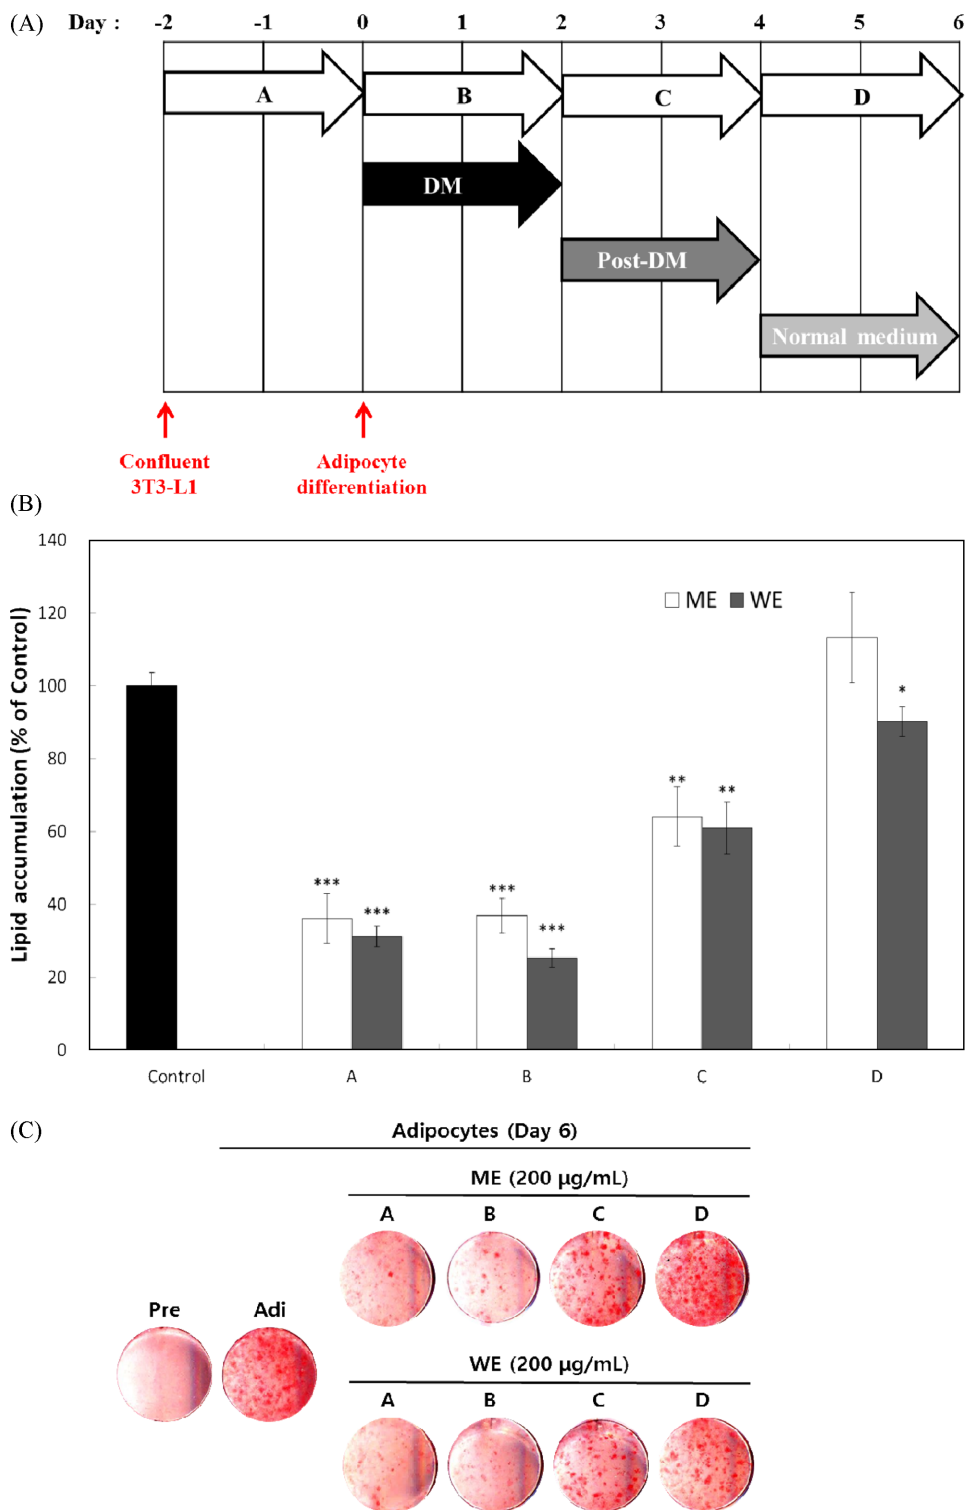 (A) Day : -2 -1 0 1 2 3 4 5 6
A B C D
DM
Post-DM
Normal medium
Confluent
3T3-L1
Adipocyte
differentiation
(B)
Lipid accumulation (% of Control)
140
120
100
80
60
40
20
0
ME WE
*** *** *** *** ** ** *
Control A B C D
(C)
Adipocytes (Day 6)
ME (200 μg/mL)
A B C D
Pre Adi
WE (200 μg/mL)
A B C D